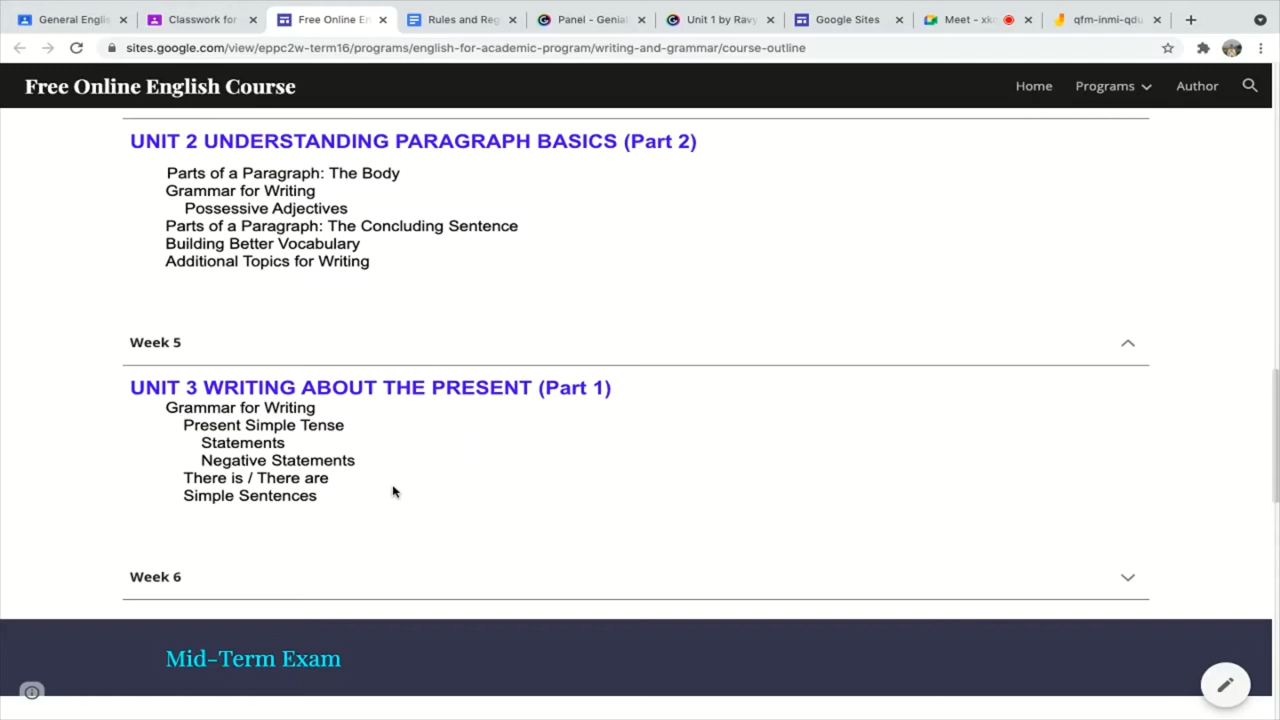 General Englis
Classwork for
Free Online En
Rules and Reg
Panel - Genial
Unit 1 by Ravy
Google Sites
Meet - xko
qfm-inmi-qdu
sites.google.com/view/eppc2w-term16/programs/english-for-academic-program/writing-and-grammar/course-outline
Free Online English Course
Home
Programs
Author
UNIT 2 UNDERSTANDING PARAGRAPH BASICS (Part 2)
Parts of a Paragraph: The Body
Grammar for Writing
Possessive Adjectives
Parts of a Paragraph: The Concluding Sentence
Building Better Vocabulary
Additional Topics for Writing
Week 5
UNIT 3 WRITING ABOUT THE PRESENT (Part 1)
Grammar for Writing
Present Simple Tense
Statements
Negative Statements
There is / There are
Simple Sentences
Week 6
Mid-Term Exam